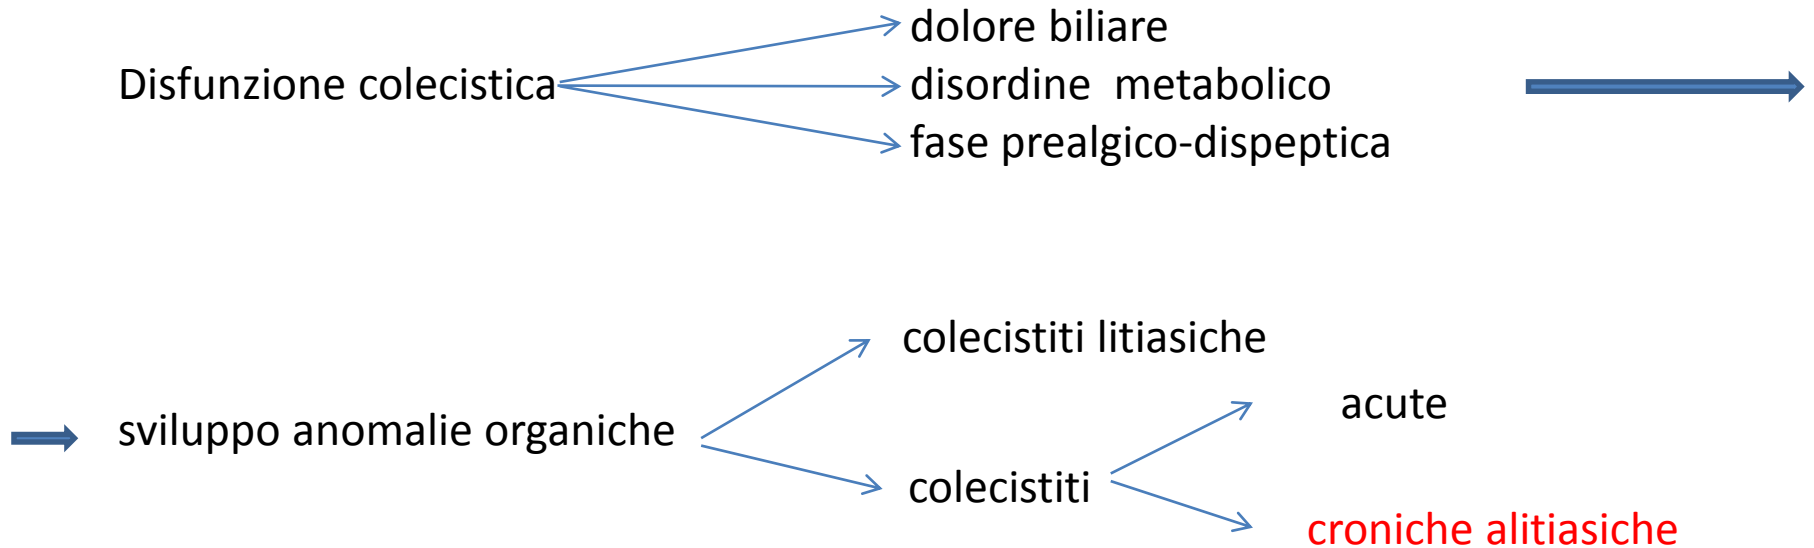 dolore biliare
Disfunzione colecistica
disordine metabolico
fase prealgico-dispeptica
colecistiti litiasiche
acute
sviluppo anomalie organiche
colecistiti
croniche alitiasiche